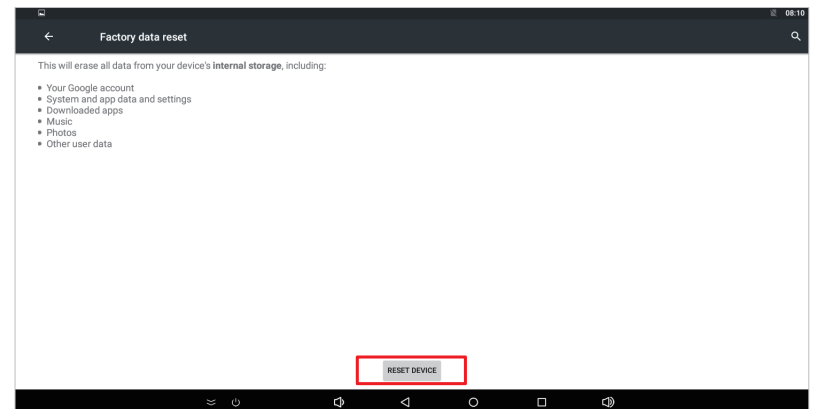 08:10
Factory data reset
This will erase all data from your device's internal storage, including:
• Your Google account
• System and app data and settings
• Downloaded apps
• Music
• Photos
• Other user data
RESET DEVICE